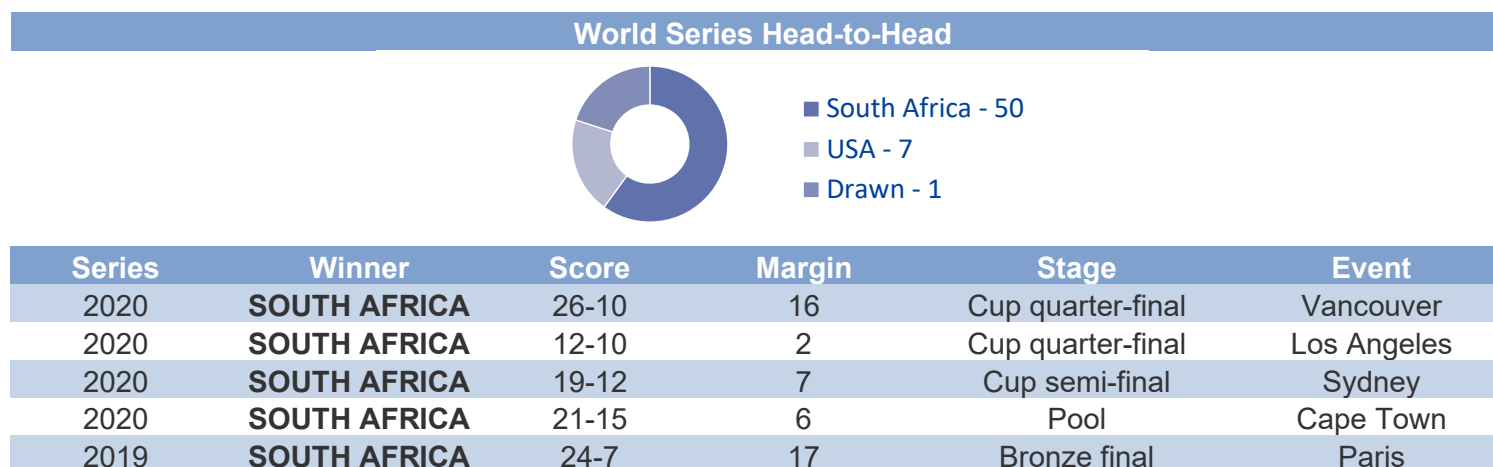 World Series Head-to-Head
South Africa - 50
USA - 7
Drawn - 1
Series Winner Score Margin Stage Event
2020 SOUTH AFRICA 26-10 16 Cup quarter-final Vancouver
2020 SOUTH AFRICA 12-10 2 Cup quarter-final Los Angeles
2020 SOUTH AFRICA 19-12 7 Cup semi-final Sydney
2020 SOUTH AFRICA 21-15 6 Pool Cape Town
2019 SOUTH AFRICA 24-7 17 Bronze final Paris